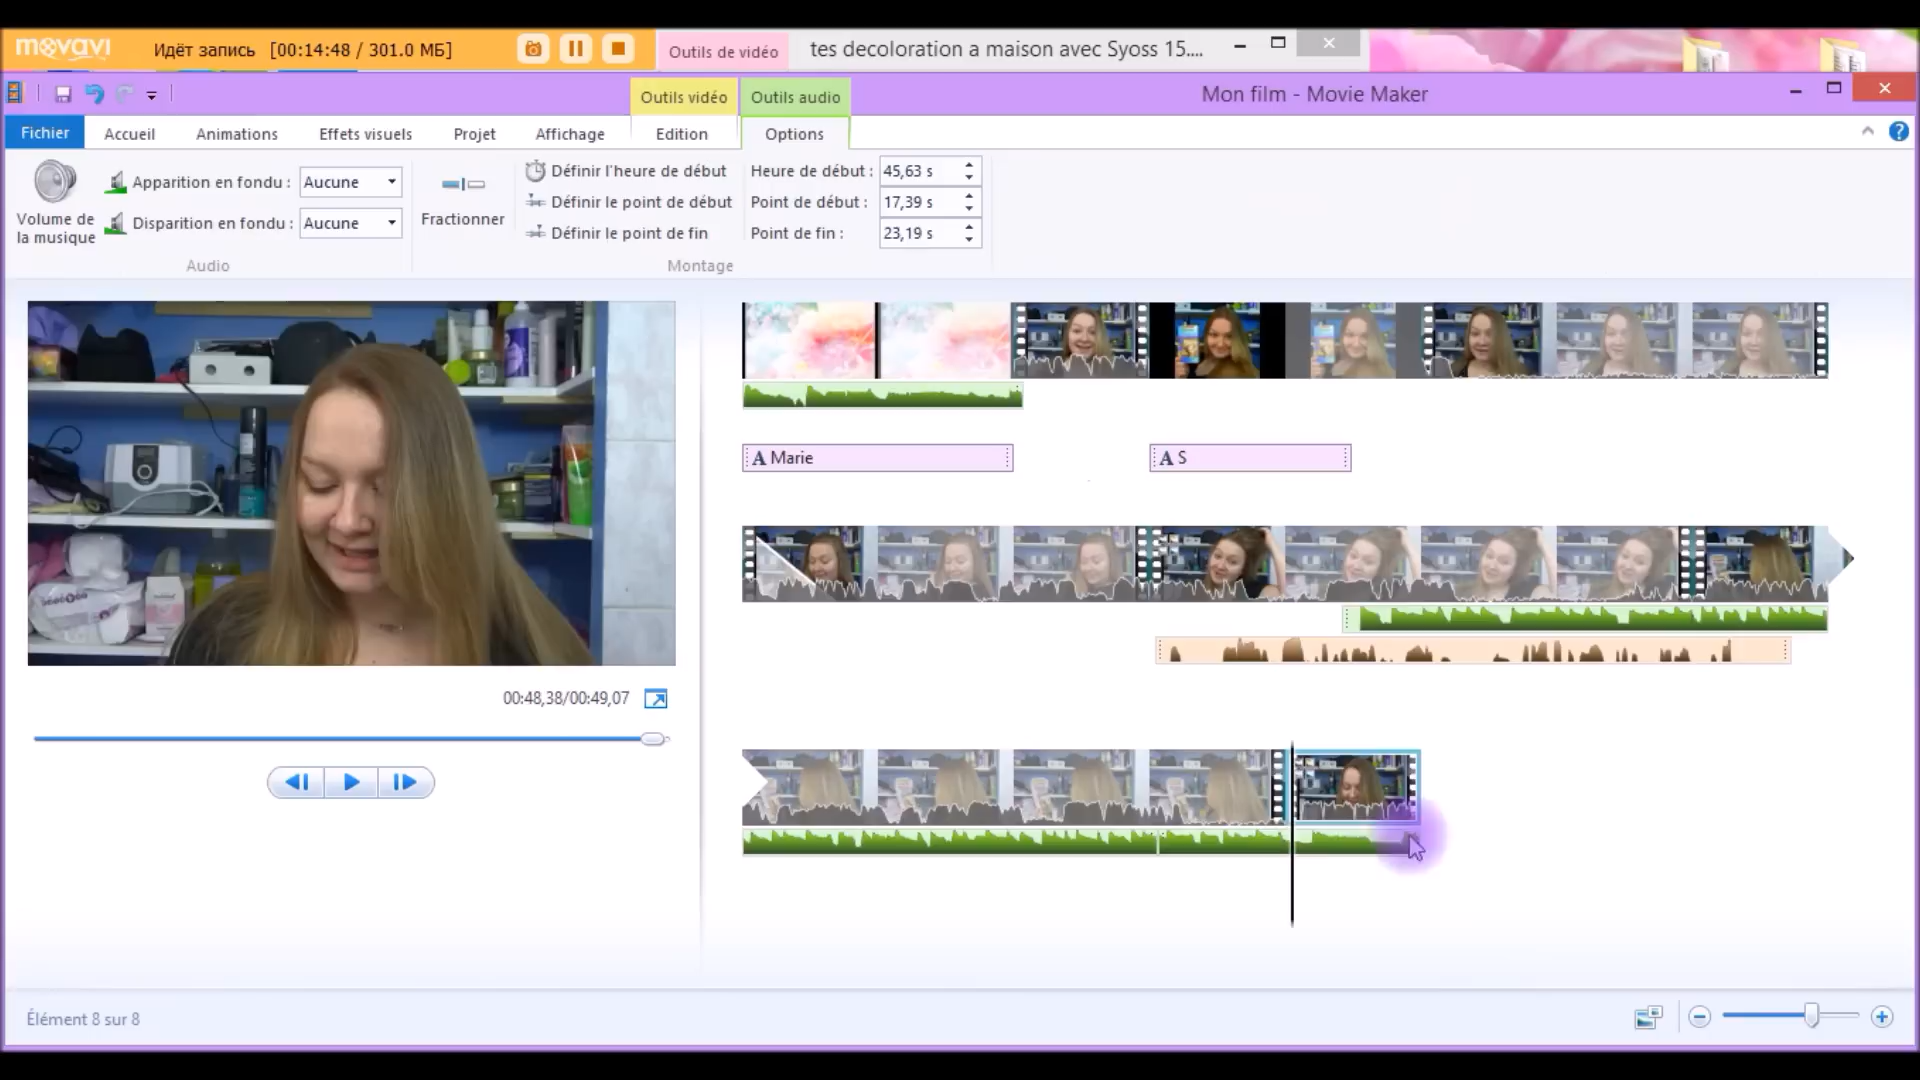 movavi Идёт запись [00:14:48 / 301.0 МБ] Outils de vidéo tes decoloration a maison avec Syoss 15....
Outils vidéo Outils audio Mon film - Movie Maker
Fichier Accueil Animations Effets visuels Projet Affichage Edition Options
Volume de la musique
Apparition en fondu : Aucune
Disparition en fondu : Aucune
Audio
Fractionner
Définir l'heure de début
Définir le point de début
Définir le point de fin
Heure de début : 45,63 s
Point de début : 17,39 s
Point de fin : 23,19 s
Montage
00:48,38/00:49,07
A Marie
A S
Élément 8 sur 8